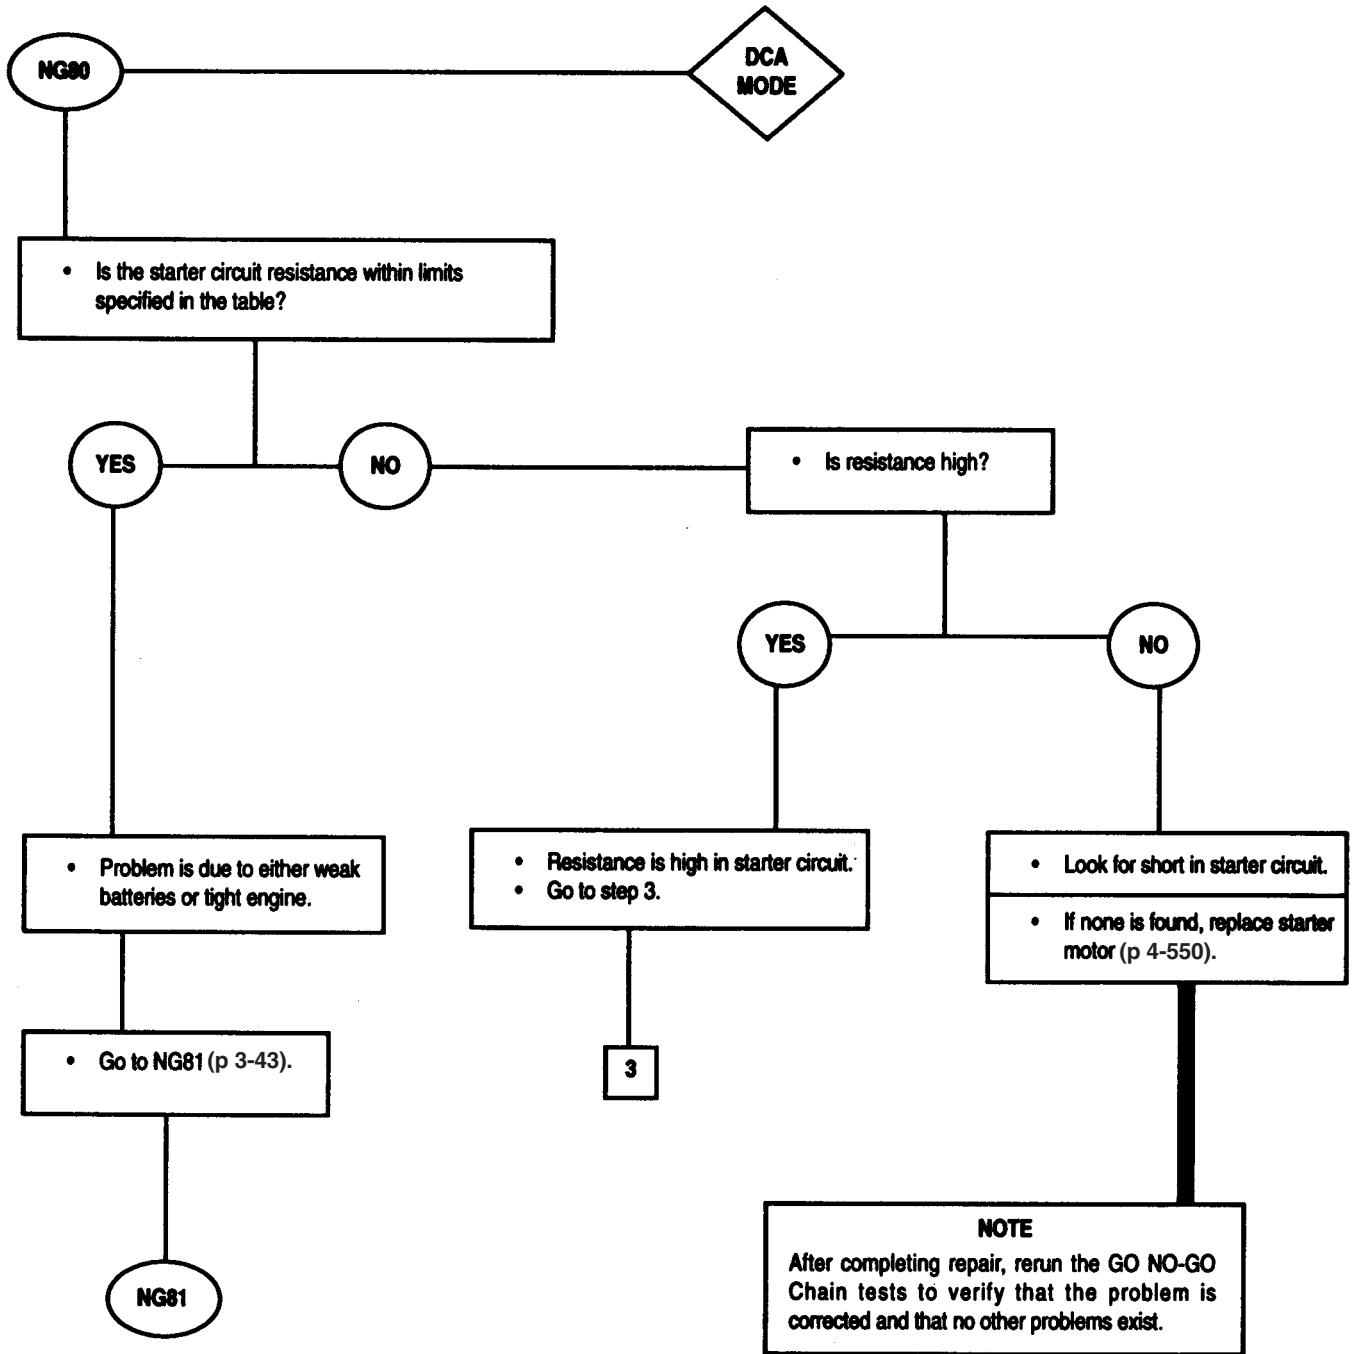 NG80
DCA
MODE
• Is the starter circuit resistance within limits
specified in the table?
YES
NO
• Is resistance high?
YES
NO
• Problem is due to either weak
batteries or tight engine.
• Resistance is high in starter circuit.
• Go to step 3.
• Look for short in starter circuit.
• If none is found, replace starter
motor (p 4-550).
• Go to NG81 (p 3-43).
3
NG81
NOTE
After completing repair, rerun the GO NO-GO
Chain tests to verify that the problem is
corrected and that no other problems exist.